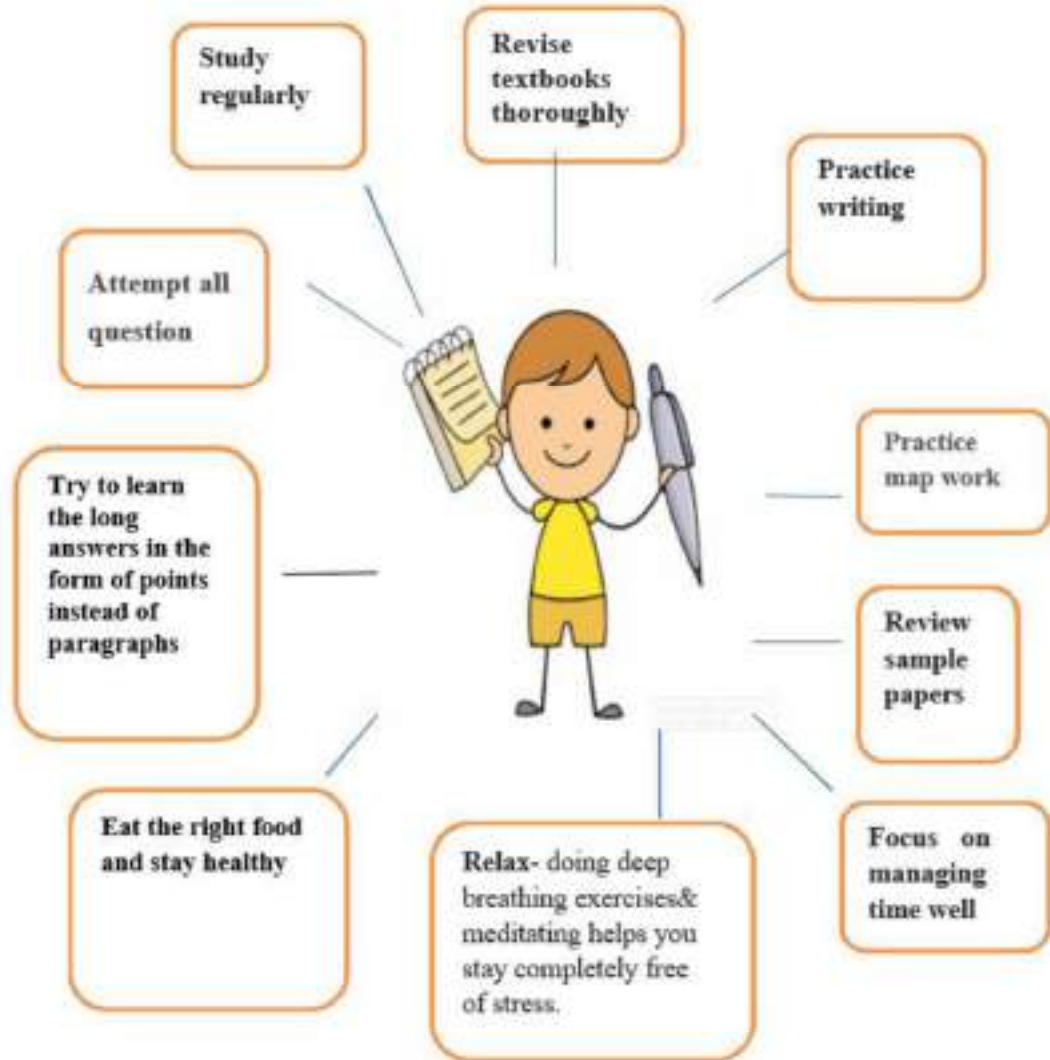 Study
regularly
Revise
textbooks
thoroughly
Practice
writing
Attempt all
question
Practice
map work
Try to learn
the long
answers in the
form of points
instead of
paragraphs
Review
sample
papers
Eat the right food
and stay healthy
Relax- doing deep
breathing exercises&
meditating helps you
stay completely free
of stress.
Focus on
managing
time well